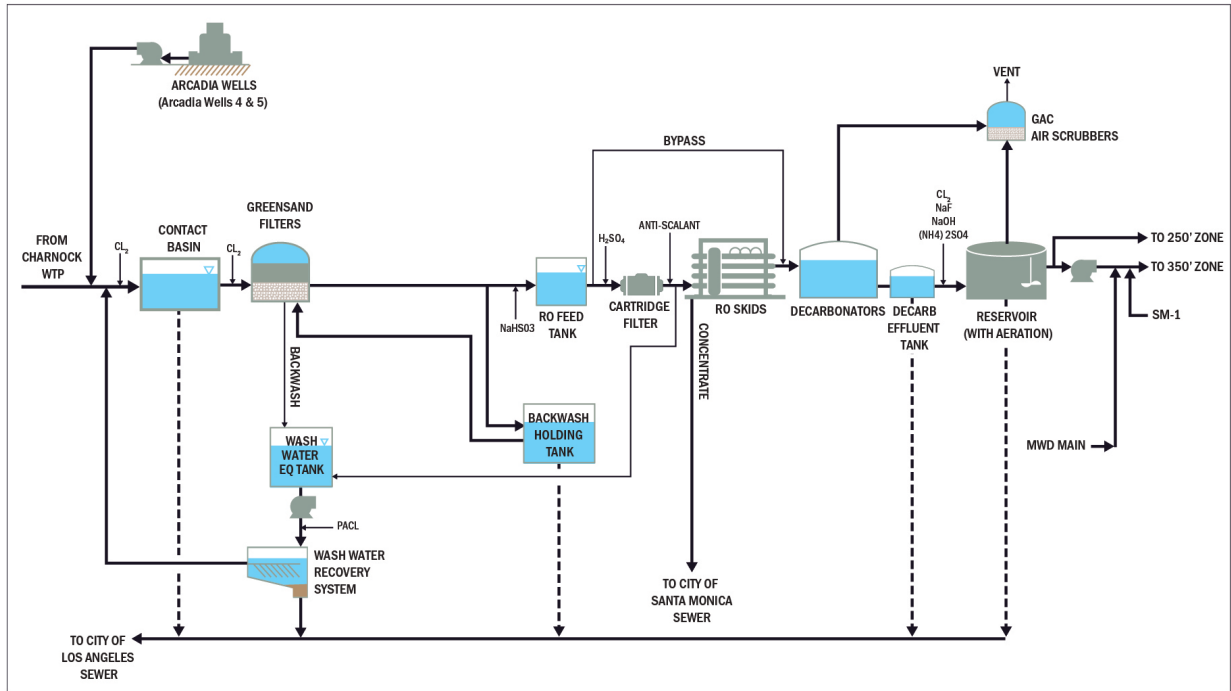 ARCADIA WELLS
(Arcadia Wells 4 & 5)
VENT
GAC
AIR SCRUBBERS
BYPASS
GREENSAND
FILTERS
CONTACT
BASIN
FROM
CHARNOCK
WTP
CL2
CL2
H2SO4
ANTI-SCALANT
CL2
NaF
NaOH
(NH4) 2SO4
TO 250' ZONE
TO 350' ZONE
NaHSO3
RO FEED
TANK
CARTRIDGE
FILTER
RO SKIDS
DECARBONATORS
DECARB
EFFLUENT
TANK
RESERVOIR
(WITH AERATION)
SM-1
BACKWASH
CONCENTRATE
BACKWASH
HOLDING
TANK
WASH
WATER
EQ TANK
MWD MAIN
PACL
WASH WATER
RECOVERY
SYSTEM
TO CITY OF
SANTA MONICA
SEWER
TO CITY OF
LOS ANGELES
SEWER